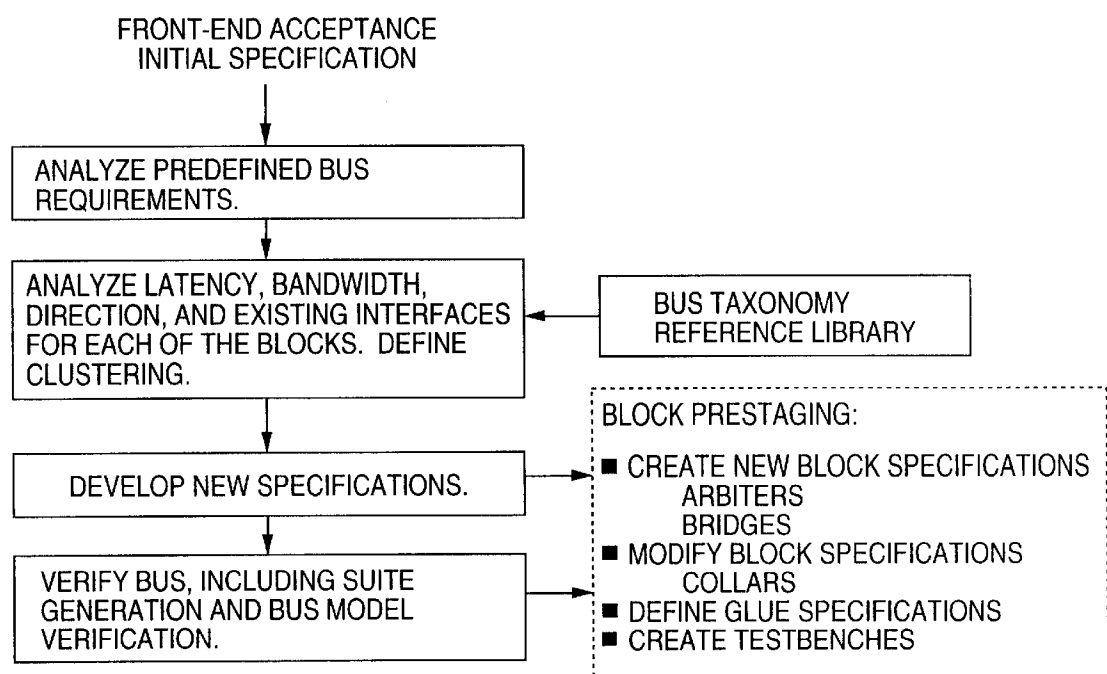 FRONT-END ACCEPTANCE
INITIAL SPECIFICATION
ANALYZE PREDEFINED BUS
REQUIREMENTS.
ANALYZE LATENCY, BANDWIDTH,
DIRECTION, AND EXISTING INTERFACES
FOR EACH OF THE BLOCKS. DEFINE
CLUSTERING.
BUS TAXONOMY
REFERENCE LIBRARY
DEVELOP NEW SPECIFICATIONS.
VERIFY BUS, INCLUDING SUITE
GENERATION AND BUS MODEL
VERIFICATION.
BLOCK PRESTAGING:
■ CREATE NEW BLOCK SPECIFICATIONS
ARBITERS
BRIDGES
■ MODIFY BLOCK SPECIFICATIONS
COLLARS
■ DEFINE GLUE SPECIFICATIONS
■ CREATE TESTBENCHES